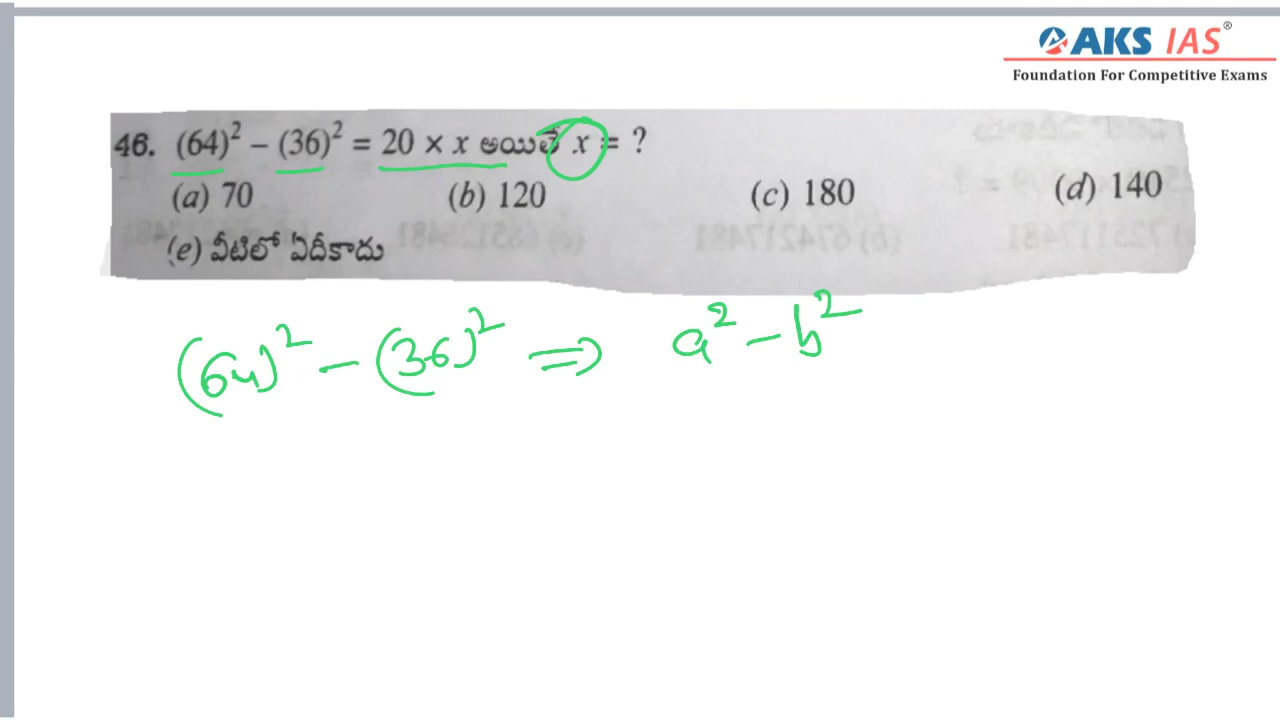 AKS IAS®
Foundation For Competitive Exams
46. (64)² – (36)² = 20 × x అయితే x = ?
(a) 70 (b) 120 (c) 180 (d) 140
(e) వీటిలో ఏదీకాదు
(64)² – (36)² ⇒ a² – b²